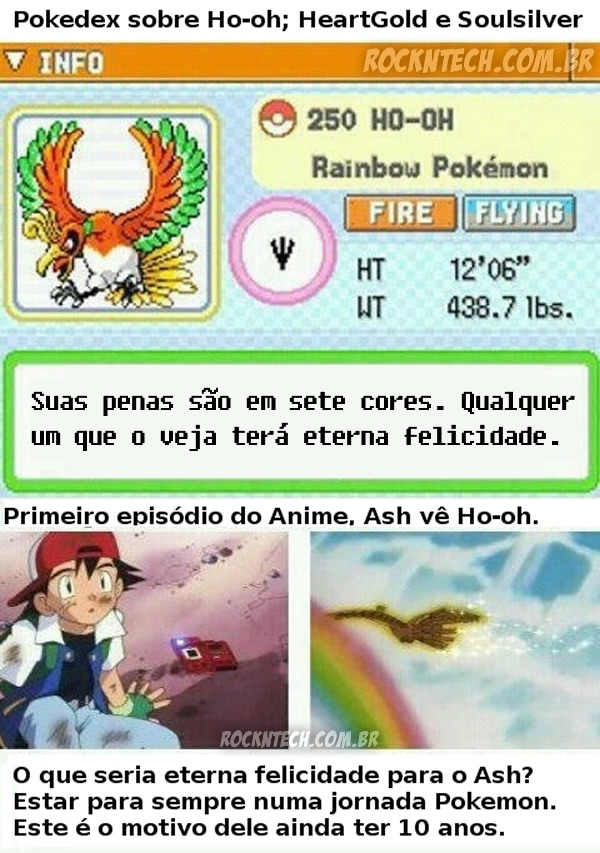 Pokedex sobre Ho-oh; HeartGold e Soulsilver
▼ INFO
ROCKNTECH.COM.BR
250 HO-OH
Rainbow Pokémon
FIRE FLYING
HT 12'06"
WT 438.7 lbs.
Suas penas são em sete cores. Qualquer
um que o veja terá eterna felicidade.
Primeiro episódio do Anime, Ash vê Ho-oh.
ROCKNTECH.COM.BR
O que seria eterna felicidade para o Ash?
Estar para sempre numa jornada Pokemon.
Este é o motivo dele ainda ter 10 anos.